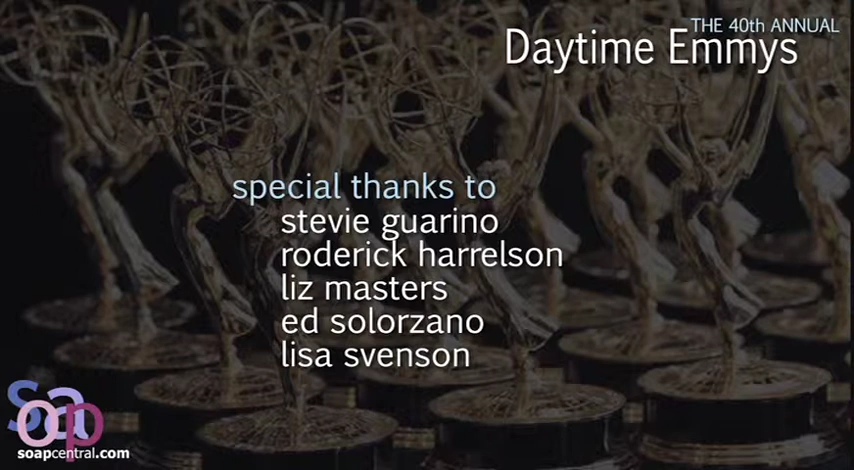 THE 40th ANNUAL
Daytime Emmys
special thanks to
stevie guarino
roderick harrelson
liz masters
ed solorzano
lisa svenson
soap
soapcentral.com